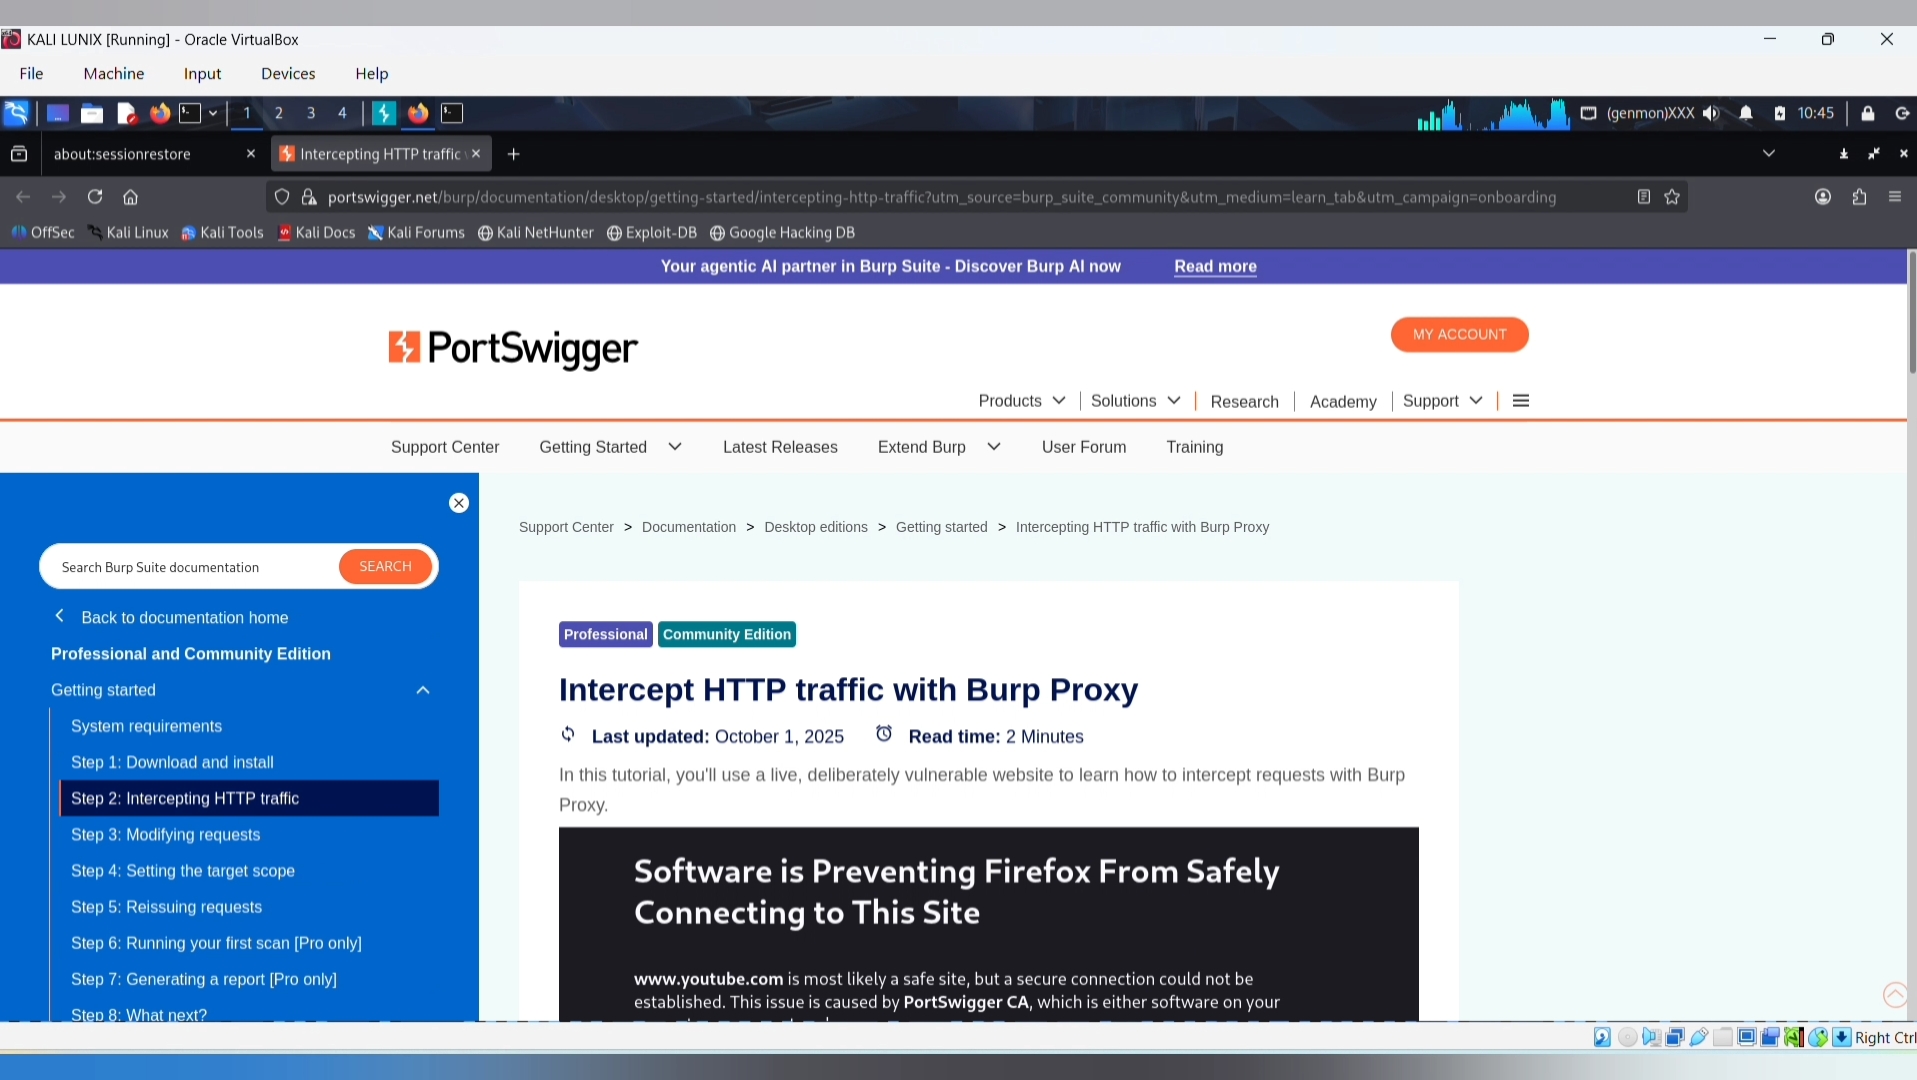 KALI LUNIX [Running] - Oracle VirtualBox
File Machine Input Devices Help
1 2 3 4 (genmon)XXX 10:45
about:sessionrestore Intercepting HTTP traffic
portswigger.net/burp/documentation/desktop/getting-started/intercepting-http-traffic?utm_source=burp_suite_community&utm_medium=learn_tab&utm_campaign=onboarding
OffSec Kali Linux Kali Tools Kali Docs Kali Forums Kali NetHunter Exploit-DB Google Hacking DB
Your agentic AI partner in Burp Suite - Discover Burp AI now Read more
PortSwigger
MY ACCOUNT
Products Solutions Research Academy Support
Support Center Getting Started Latest Releases Extend Burp User Forum Training
Support Center > Documentation > Desktop editions > Getting started > Intercepting HTTP traffic with Burp Proxy
Search Burp Suite documentation SEARCH
Back to documentation home
Professional and Community Edition
Getting started
System requirements
Step 1: Download and install
Step 2: Intercepting HTTP traffic
Step 3: Modifying requests
Step 4: Setting the target scope
Step 5: Reissuing requests
Step 6: Running your first scan [Pro only]
Step 7: Generating a report [Pro only]
Step 8: What next?
Professional Community Edition
Intercept HTTP traffic with Burp Proxy
Last updated: October 1, 2025 Read time: 2 Minutes
In this tutorial, you'll use a live, deliberately vulnerable website to learn how to intercept requests with Burp
Proxy.
Software is Preventing Firefox From Safely
Connecting to This Site
www.youtube.com is most likely a safe site, but a secure connection could not be
established. This issue is caused by PortSwigger CA, which is either software on your
Right Ctrl